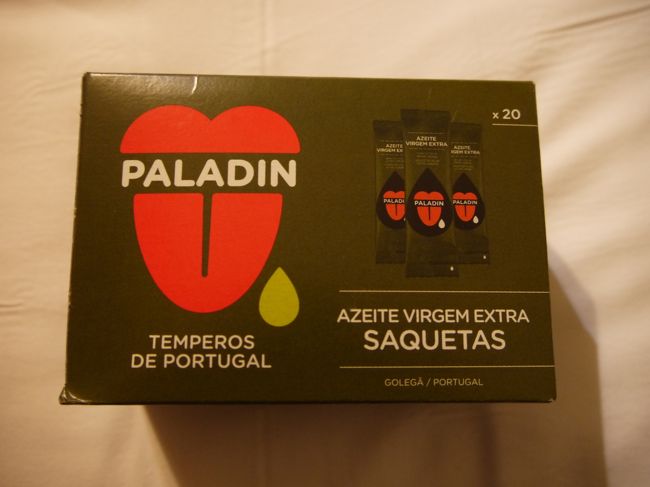 PALADIN
TEMPEROS
DE PORTUGAL
x 20
AZEITE
VIRGEM EXTRA
PALADIN
AZEITE
VIRGEM EXTRA
PALADIN
AZEITE
VIRGEM EXTRA
PALADIN
AZEITE VIRGEM EXTRA
SAQUETAS
GOLEGÃ / PORTUGAL